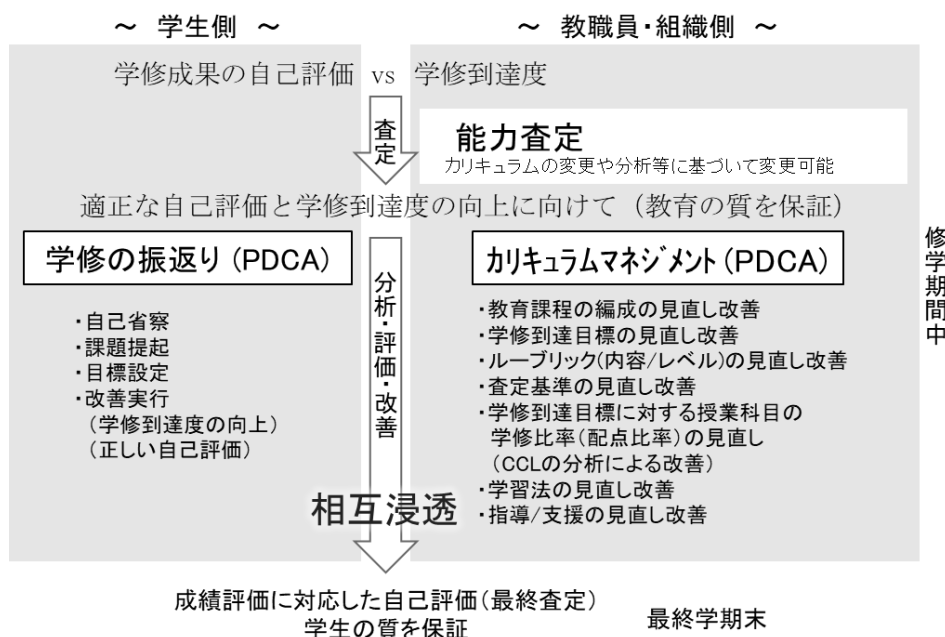 ～ 学生側 ～
～ 教職員・組織側 ～
学修成果の自己評価 vs 学修到達度
査定
能力査定
カリキュラムの変更や分析等に基づいて変更可能
適正な自己評価と学修到達度の向上に向けて（教育の質を保証）
学修の振返り(PDCA)
・自己省察
・課題提起
・目標設定
・改善実行
（学修到達度の向上）
（正しい自己評価）
分析・評価・改善
カリキュラムマネジメント(PDCA)
・教育課程の編成の見直し改善
・学修到達目標の見直し改善
・ルーブリック(内容/レベル)の見直し改善
・査定基準の見直し改善
・学修到達目標に対する授業科目の
学修比率（配点比率）の見直し
（CCLの分析による改善）
・学習法の見直し改善
・指導/支援の見直し改善
修学期間中
相互浸透
成績評価に対応した自己評価（最終査定）
学生の質を保証
最終学期末